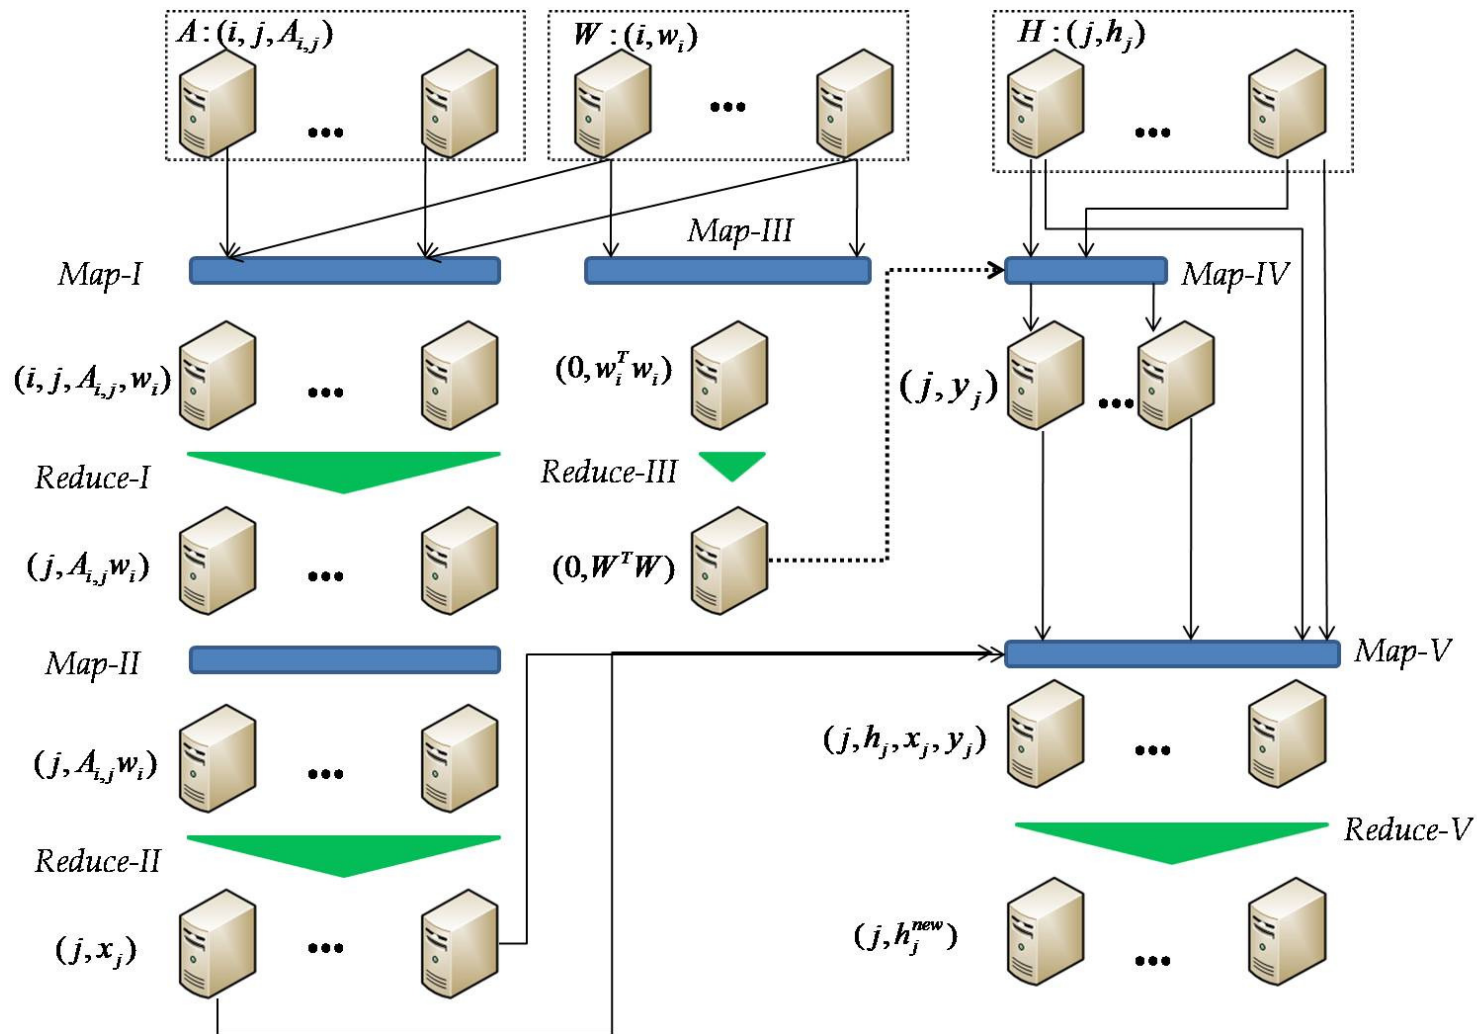 A : (i, j, A_{i,j})
W : (i, w_i)
H : (j, h_j)
...
...
...
Map-III
Map-I
Map-IV
(i, j, A_{i,j}, w_i)
...
(0, w_i^T w_i)
(j, y_j)
...
Reduce-I
Reduce-III
(j, A_{i,j} w_i)
...
(0, W^T W)
Map-II
Map-V
(j, A_{i,j} w_i)
...
(j, h_j, x_j, y_j)
...
Reduce-II
Reduce-V
(j, x_j)
...
(j, h_j^{new})
...